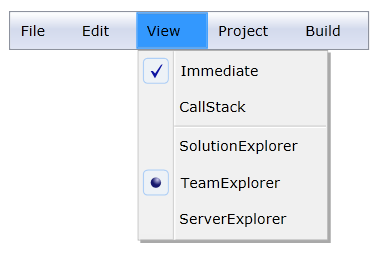 File Edit View Project Build
Immediate
CallStack
SolutionExplorer
TeamExplorer
ServerExplorer